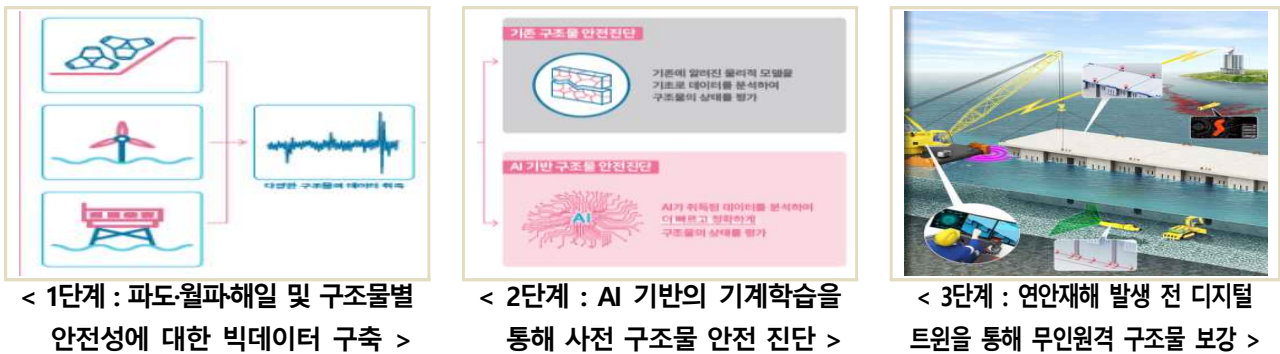 다양한 구조물의 데이터 취득
기존 구조물 안전진단
기존에 알려진 물리적 모델을
기초로 데이터를 분석하여
구조물의 상태를 평가
AI 기반 구조물 안전진단
AI
AI가 취득된 데이터를 분석하여
더 빠르고 정확하게
구조물의 상태를 평가
< 1단계 : 파도·월파·해일 및 구조물별
안전성에 대한 빅데이터 구축 >
< 2단계 : AI 기반의 기계학습을
통해 사전 구조물 안전 진단 >
< 3단계 : 연안재해 발생 전 디지털
트윈을 통해 무인원격 구조물 보강 >